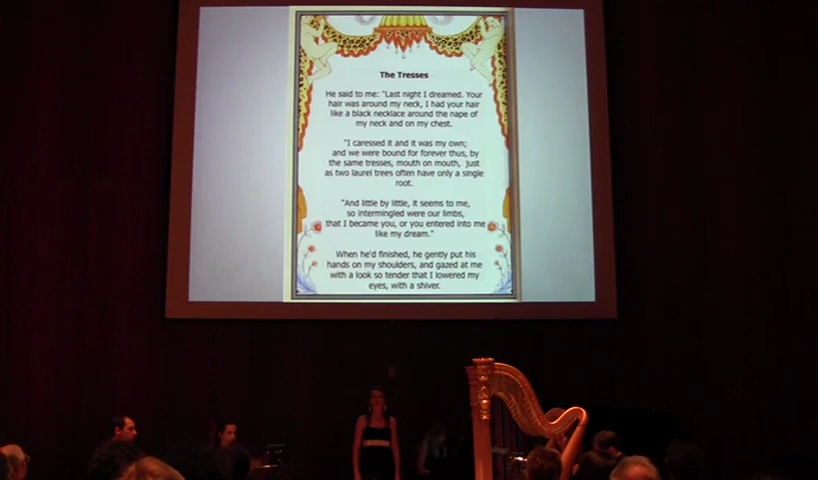 The Tresses
He said to me: "Last night I dreamed. Your
hair was around my neck, I had your hair
like a black necklace around the nape of
my neck and on my chest.
"I caressed it and it was my own;
and we were bound for forever thus, by
the same tresses, mouth on mouth, just
as two laurel trees often have only a single
root.
"And little by little, it seems to me,
so intermingled were our limbs,
that I became you, or you entered into me
like my dream."
When he'd finished, he gently put his
hands on my shoulders, and gazed at me
with a look so tender that I lowered my
eyes, with a shiver.